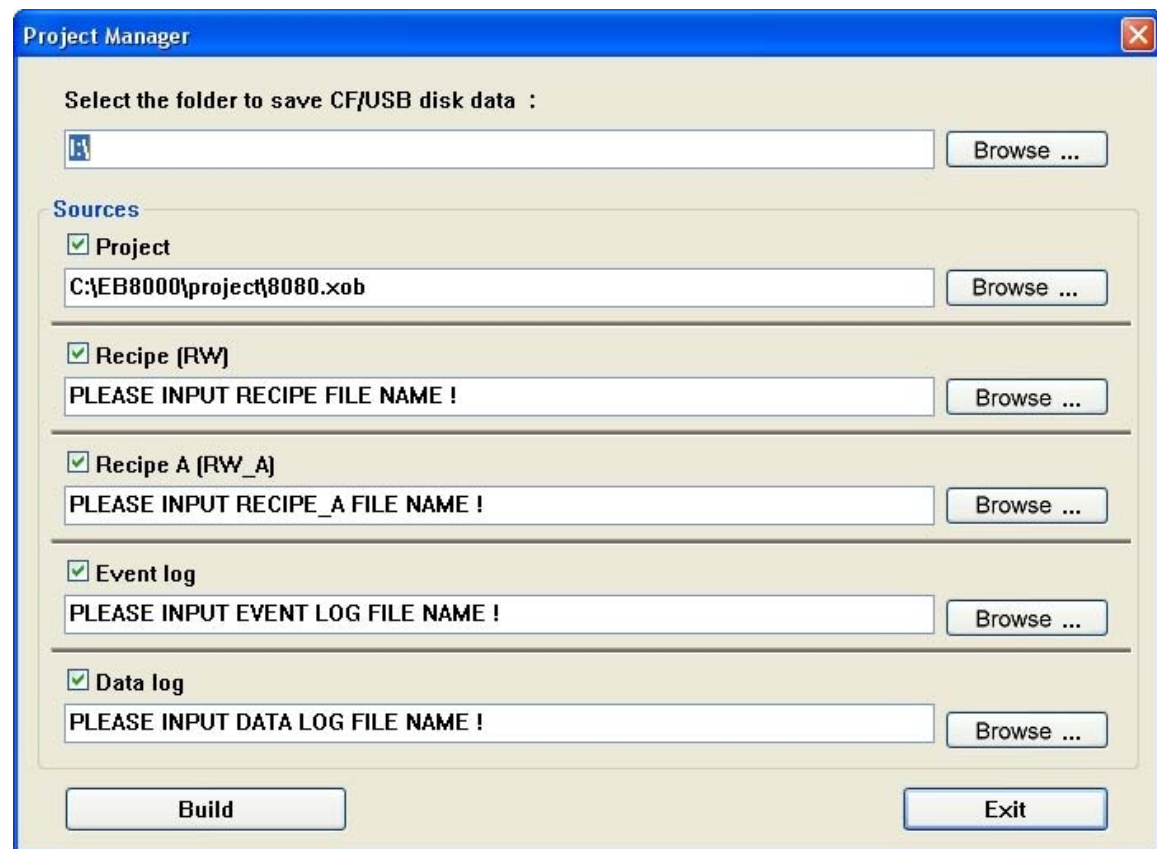 Project Manager
Select the folder to save CF/USB disk data :
I:\
Browse ...
Sources
Project
C:\EB8000\project\8080.xob
Browse ...
Recipe (RW)
PLEASE INPUT RECIPE FILE NAME !
Browse ...
Recipe A (RW_A)
PLEASE INPUT RECIPE_A FILE NAME !
Browse ...
Event log
PLEASE INPUT EVENT LOG FILE NAME !
Browse ...
Data log
PLEASE INPUT DATA LOG FILE NAME !
Browse ...
Build
Exit